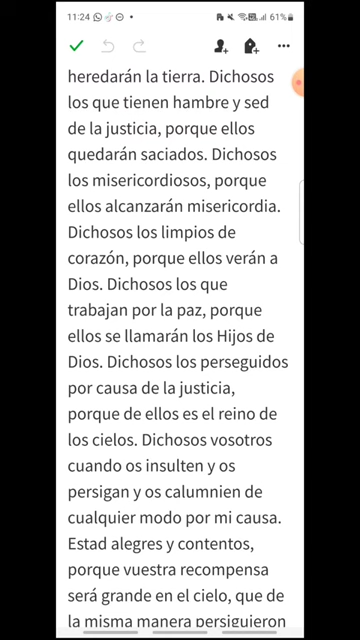 11:24
61%
heredarán la tierra. Dichosos
los que tienen hambre y sed
de la justicia, porque ellos
quedarán saciados. Dichosos
los misericordiosos, porque
ellos alcanzarán misericordia.
Dichosos los limpios de
corazón, porque ellos verán a
Dios. Dichosos los que
trabajan por la paz, porque
ellos se llamarán los Hijos de
Dios. Dichosos los perseguidos
por causa de la justicia,
porque de ellos es el reino de
los cielos. Dichosos vosotros
cuando os insulten y os
persigan y os calumnien de
cualquier modo por mi causa.
Estad alegres y contentos,
porque vuestra recompensa
será grande en el cielo, que de
la misma manera persiguieron